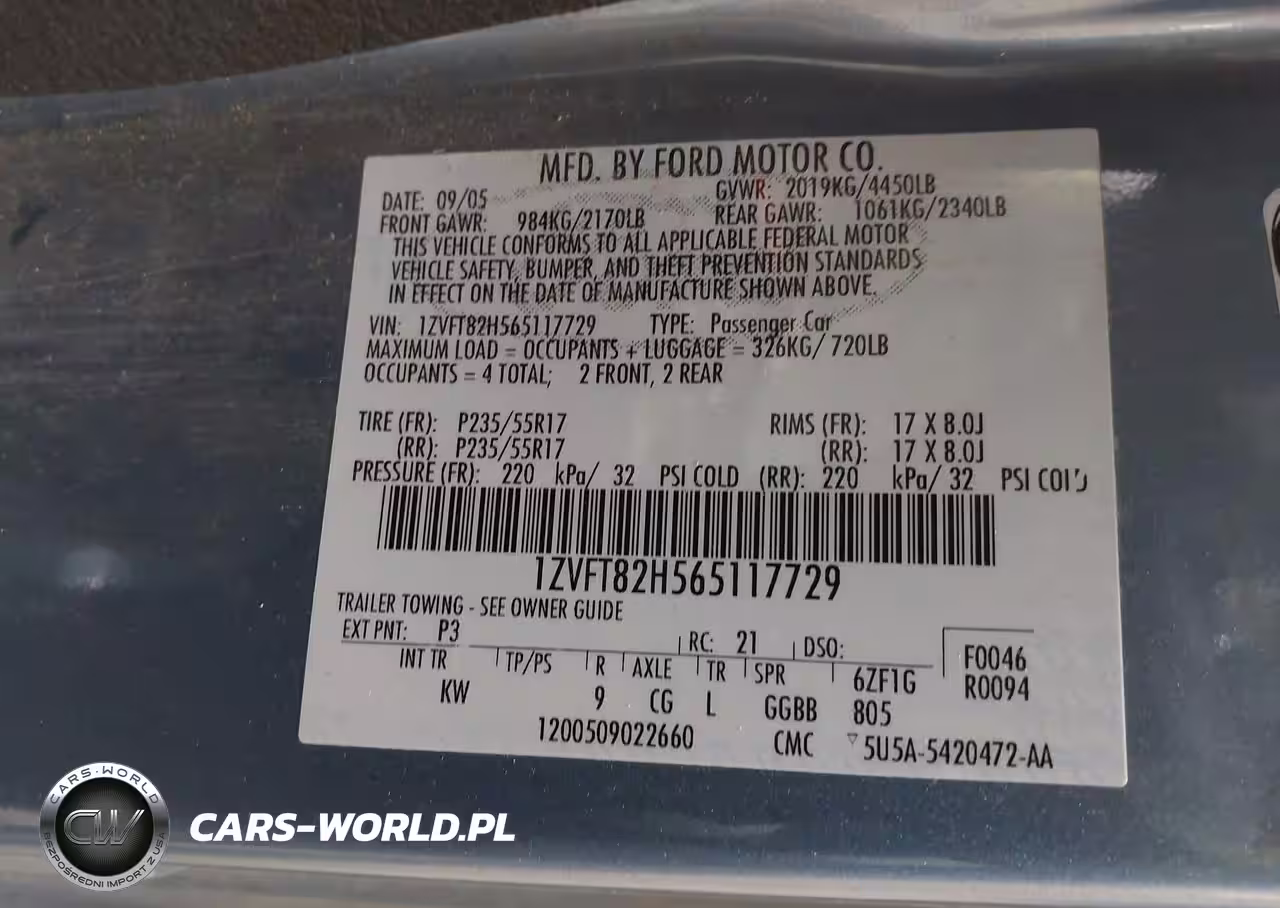 MFD. BY FORD MOTOR CO.
DATE: 09/05 GVWR: 2019KG/4450LB
FRONT GAWR: 984KG/2170LB REAR GAWR: 1061KG/2340LB
THIS VEHICLE CONFORMS TO ALL APPLICABLE FEDERAL MOTOR
VEHICLE SAFETY, BUMPER, AND THEFT PREVENTION STANDARDS
IN EFFECT ON THE DATE OF MANUFACTURE SHOWN ABOVE.
VIN: 1ZVFT82H565117729 TYPE: Passenger Car
MAXIMUM LOAD = OCCUPANTS + LUGGAGE = 326KG/ 720LB
OCCUPANTS = 4 TOTAL; 2 FRONT, 2 REAR
TIRE (FR): P235/55R17 RIMS (FR): 17 X 8.0J
(RR): P235/55R17 (RR): 17 X 8.0J
PRESSURE (FR): 220 kPa/ 32 PSI COLD (RR): 220 kPa/ 32 PSI COLD
1ZVFT82H565117729
TRAILER TOWING - SEE OWNER GUIDE
EXT PNT: P3 RC: 21 DSO: F0046
INT TR TP/PS R AXLE TR SPR 6ZF1G R0094
KW 9 CG L GGBB 805
1200509022660 CMC ▽5U5A-5420472-AA
CARS-WORLD
CW
BEZPOŚREDNI IMPORT Z USA
CARS-WORLD.PL